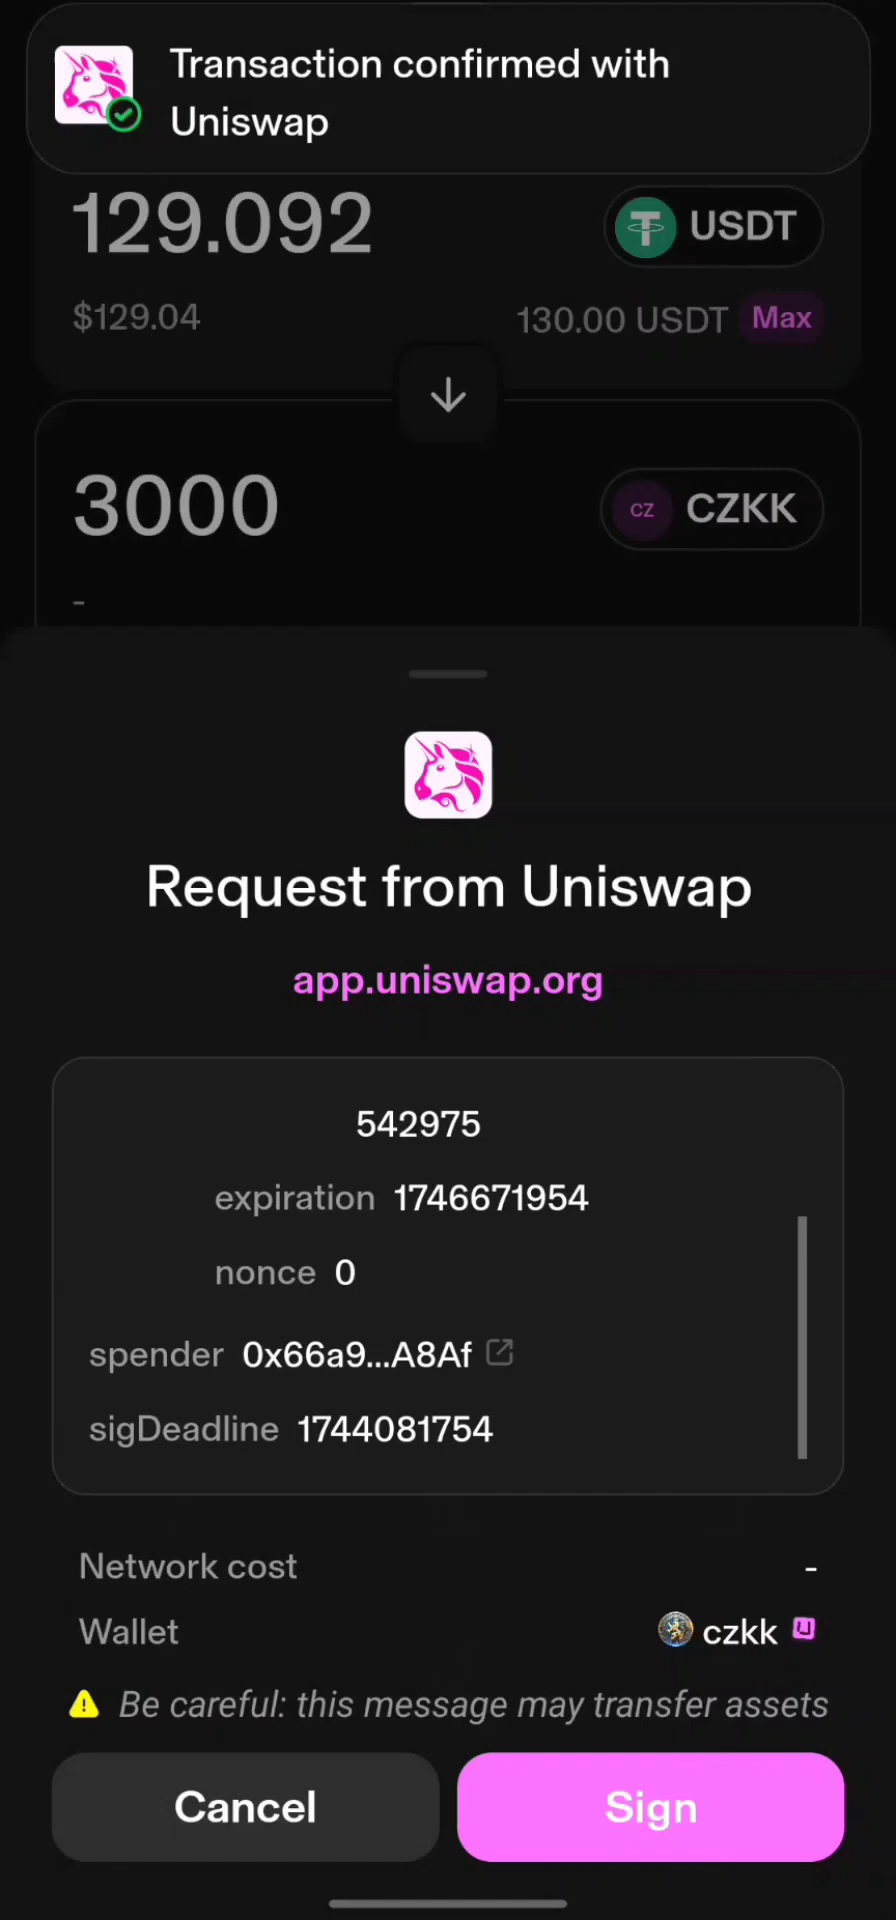 Transaction confirmed with
Uniswap
129.092
USDT
$129.04
130.00 USDT Max
3000
CZ CZKK
-
Request from Uniswap
app.uniswap.org
542975
expiration 1746671954
nonce 0
spender 0x66a9...A8Af
sigDeadline 1744081754
Network cost -
Wallet czkk
Be careful: this message may transfer assets
Cancel
Sign